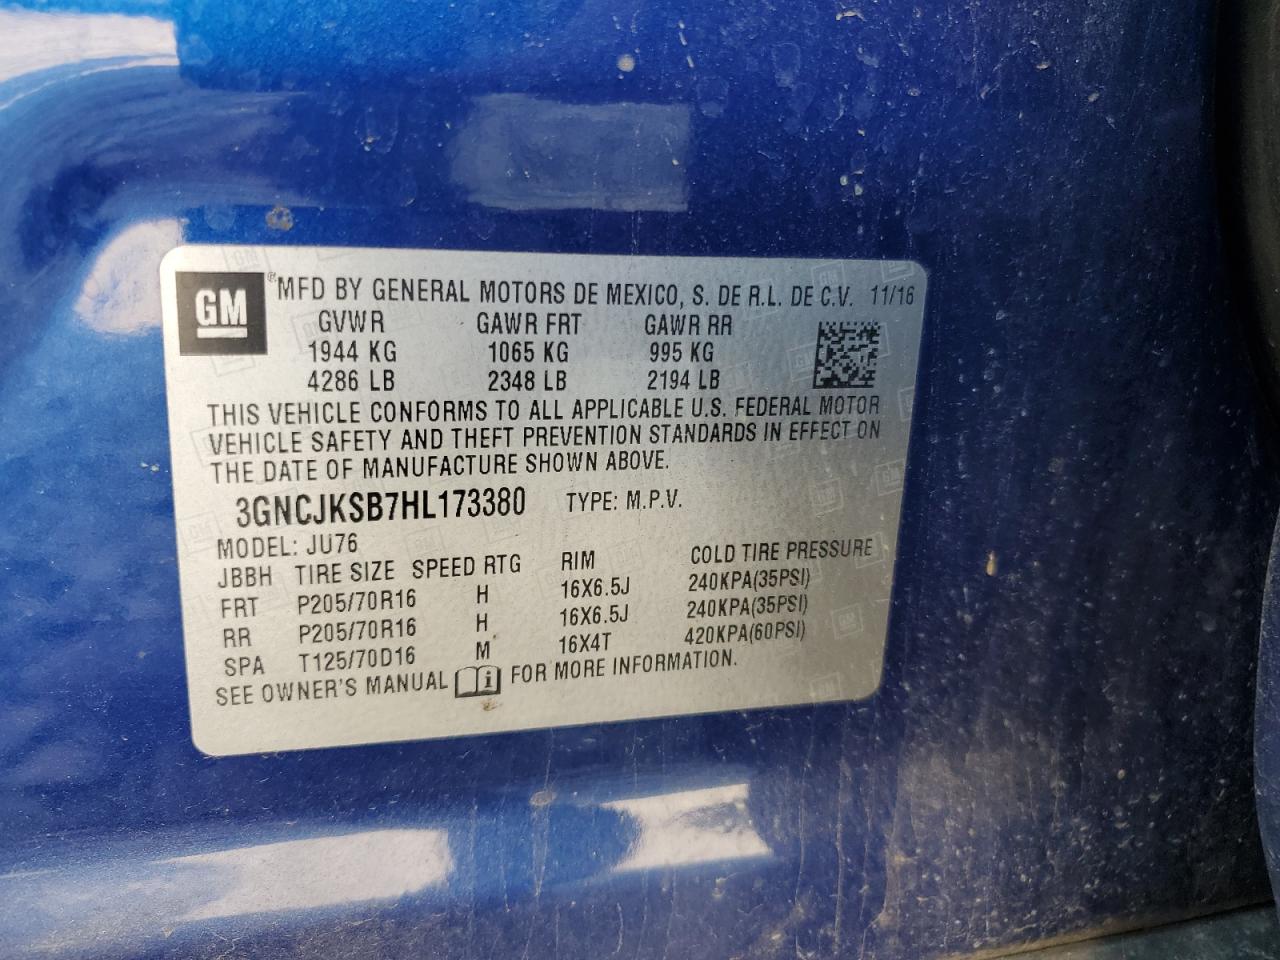 GM ® MFD BY GENERAL MOTORS DE MEXICO, S. DE R.L. DE C.V. 11/16
GVWR GAWR FRT GAWR RR
1944 KG 1065 KG 995 KG
4286 LB 2348 LB 2194 LB
THIS VEHICLE CONFORMS TO ALL APPLICABLE U.S. FEDERAL MOTOR
VEHICLE SAFETY AND THEFT PREVENTION STANDARDS IN EFFECT ON
THE DATE OF MANUFACTURE SHOWN ABOVE.
3GNCJKSB7HL173380 TYPE: M.P.V.
MODEL: JU76
JBBH TIRE SIZE SPEED RTG RIM COLD TIRE PRESSURE
FRT P205/70R16 H 16X6.5J 240KPA(35PSI)
RR P205/70R16 H 16X6.5J 240KPA(35PSI)
SPA T125/70D16 M 16X4T 420KPA(60PSI)
SEE OWNER'S MANUAL i FOR MORE INFORMATION.